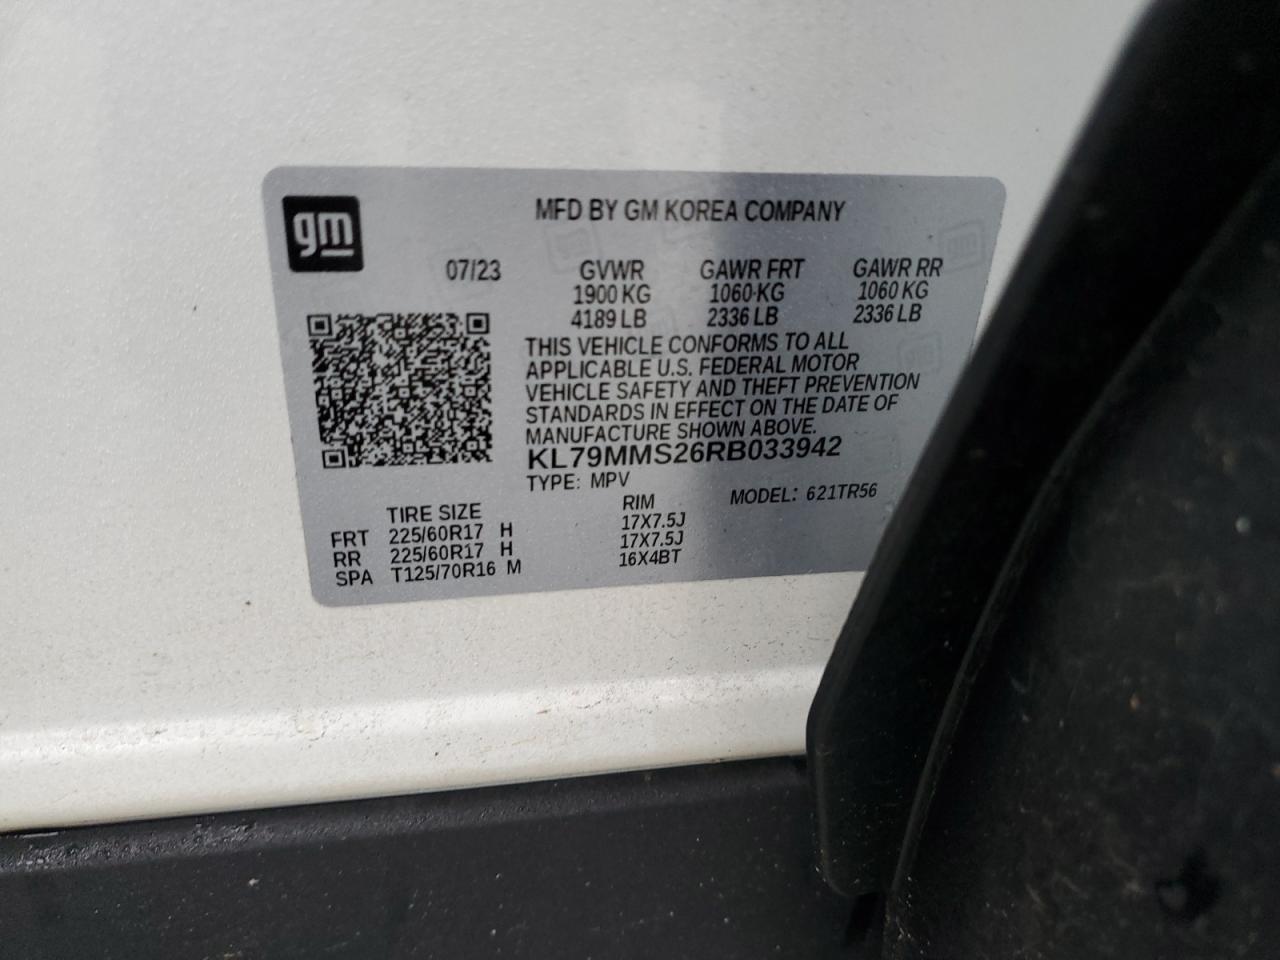 gm
MFD BY GM KOREA COMPANY
07/23 GVWR GAWR FRT GAWR RR
1900 KG 1060 KG 1060 KG
4189 LB 2336 LB 2336 LB
THIS VEHICLE CONFORMS TO ALL
APPLICABLE U.S. FEDERAL MOTOR
VEHICLE SAFETY AND THEFT PREVENTION
STANDARDS IN EFFECT ON THE DATE OF
MANUFACTURE SHOWN ABOVE.
KL79MMS26RB033942
TYPE: MPV MODEL: 621TR56
TIRE SIZE RIM
FRT 225/60R17 H 17X7.5J
RR 225/60R17 H 17X7.5J
SPA T125/70R16 M 16X4BT